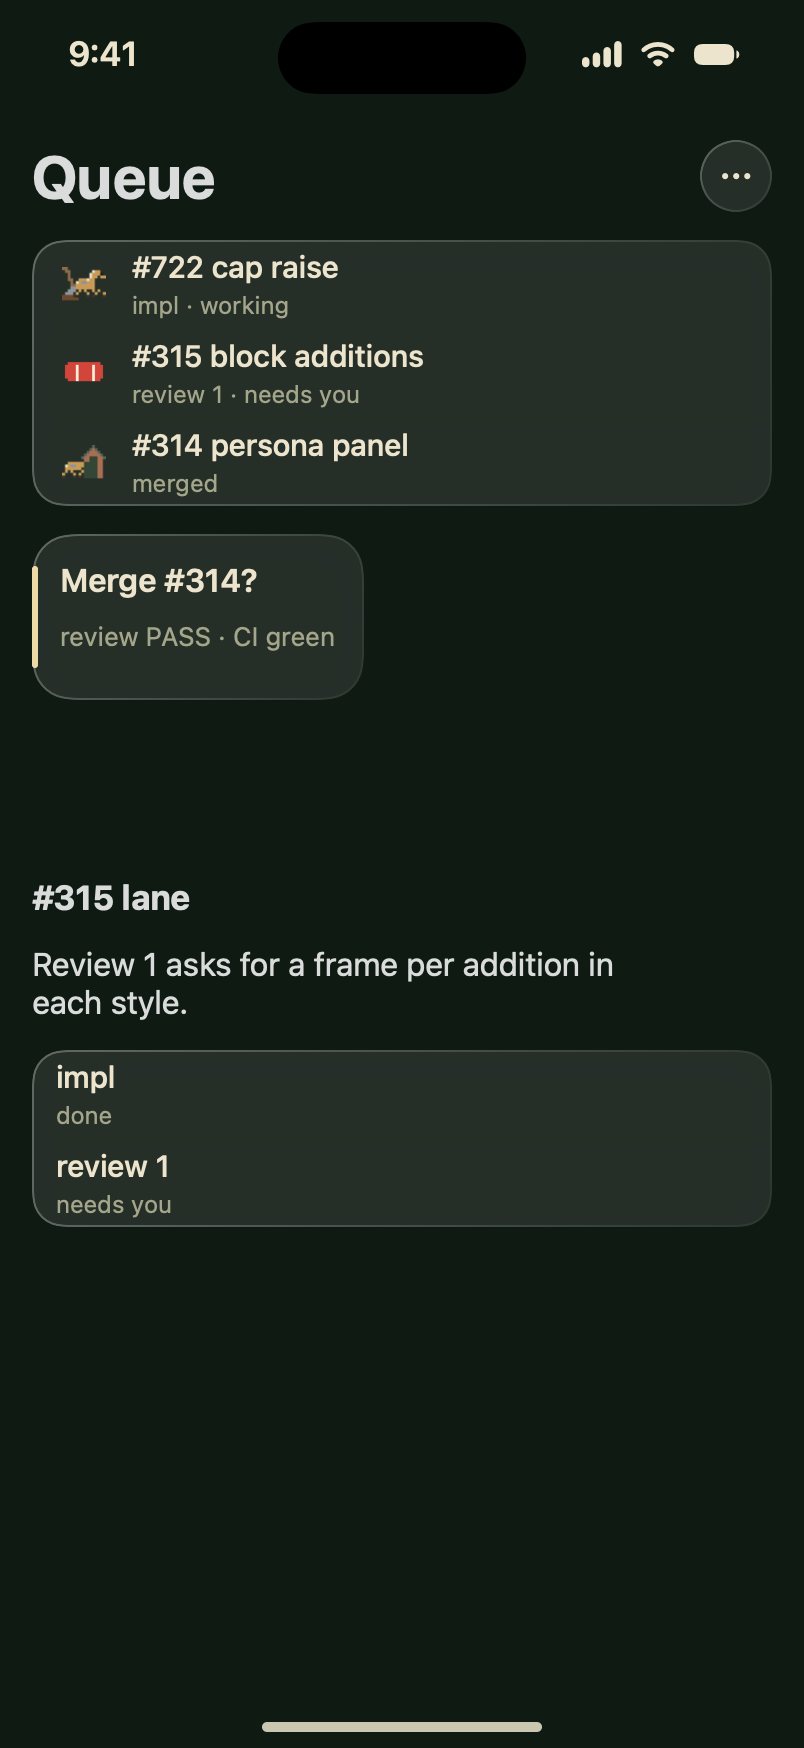 9:41
Queue
#722 cap raise
impl · working
#315 block additions
review 1 · needs you
#314 persona panel
merged
Merge #314?
review PASS · CI green
#315 lane
Review 1 asks for a frame per addition in
each style.
impl
done
review 1
needs you